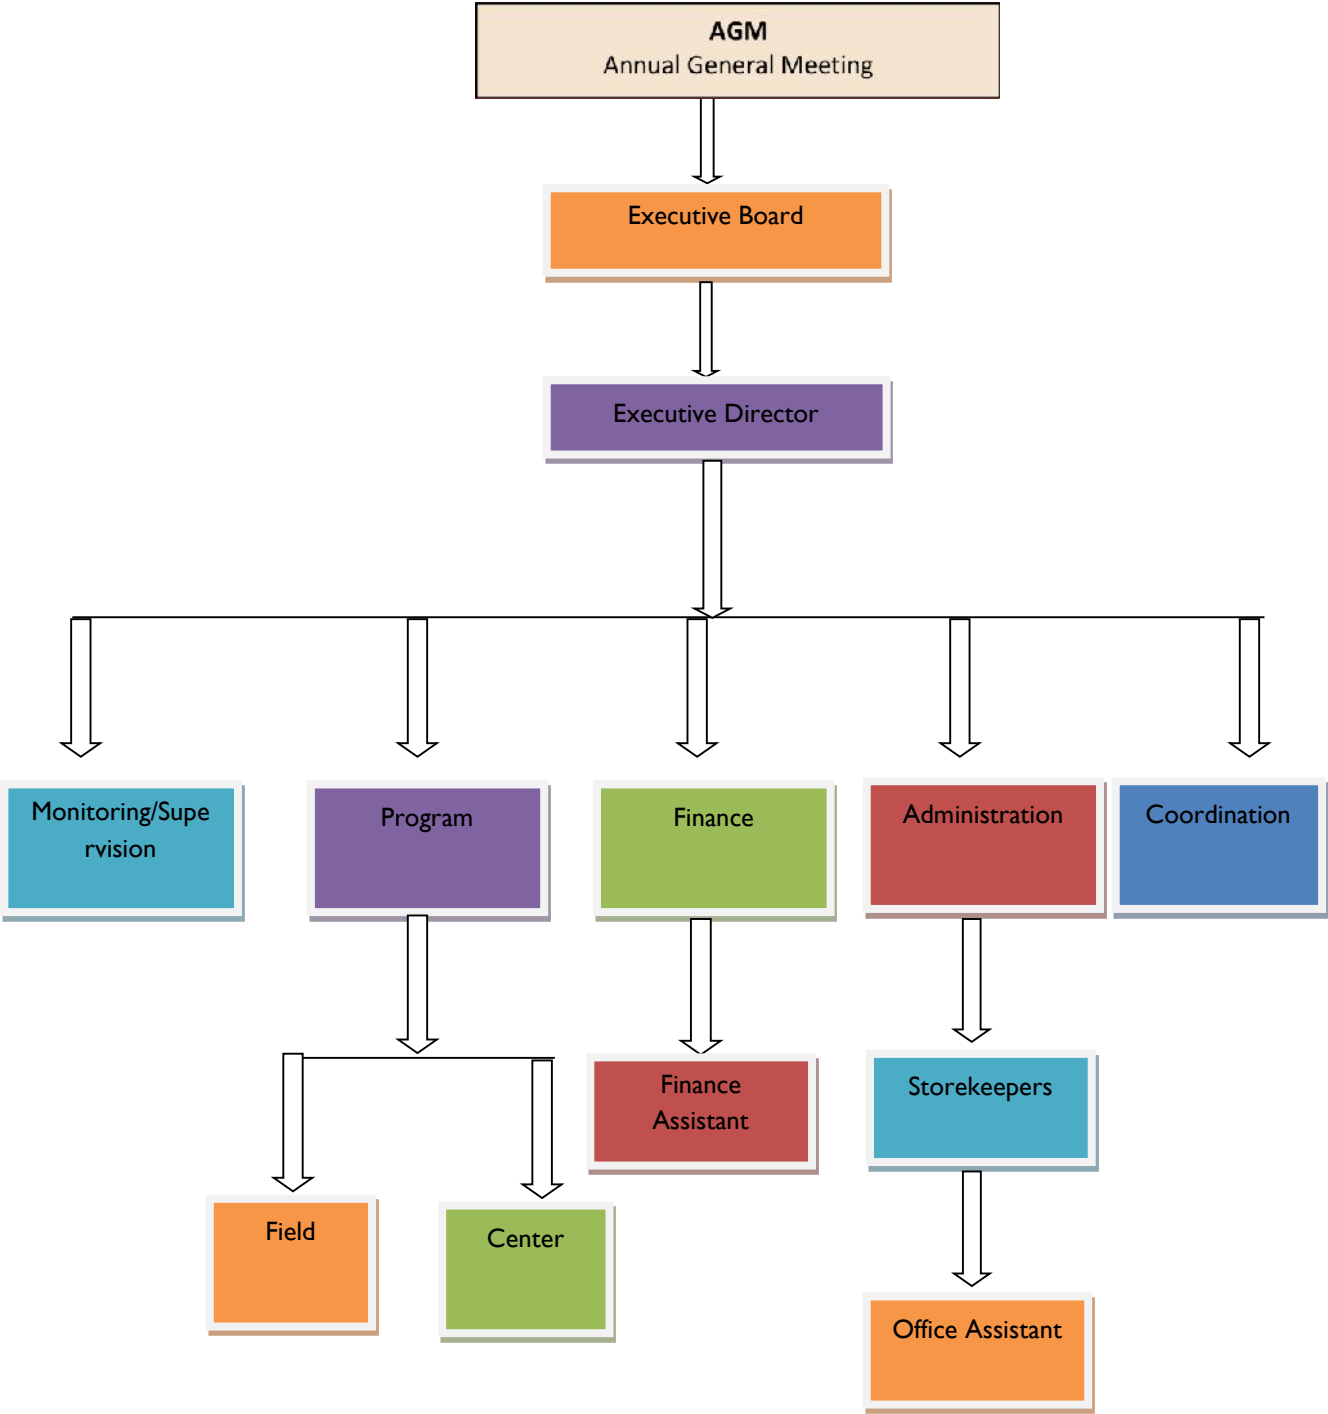 AGM
Annual General Meeting
Executive Board
Executive Director
Monitoring/Supe
rvision
Program
Finance
Administration
Coordination
Finance
Assistant
Storekeepers
Field
Center
Office Assistant